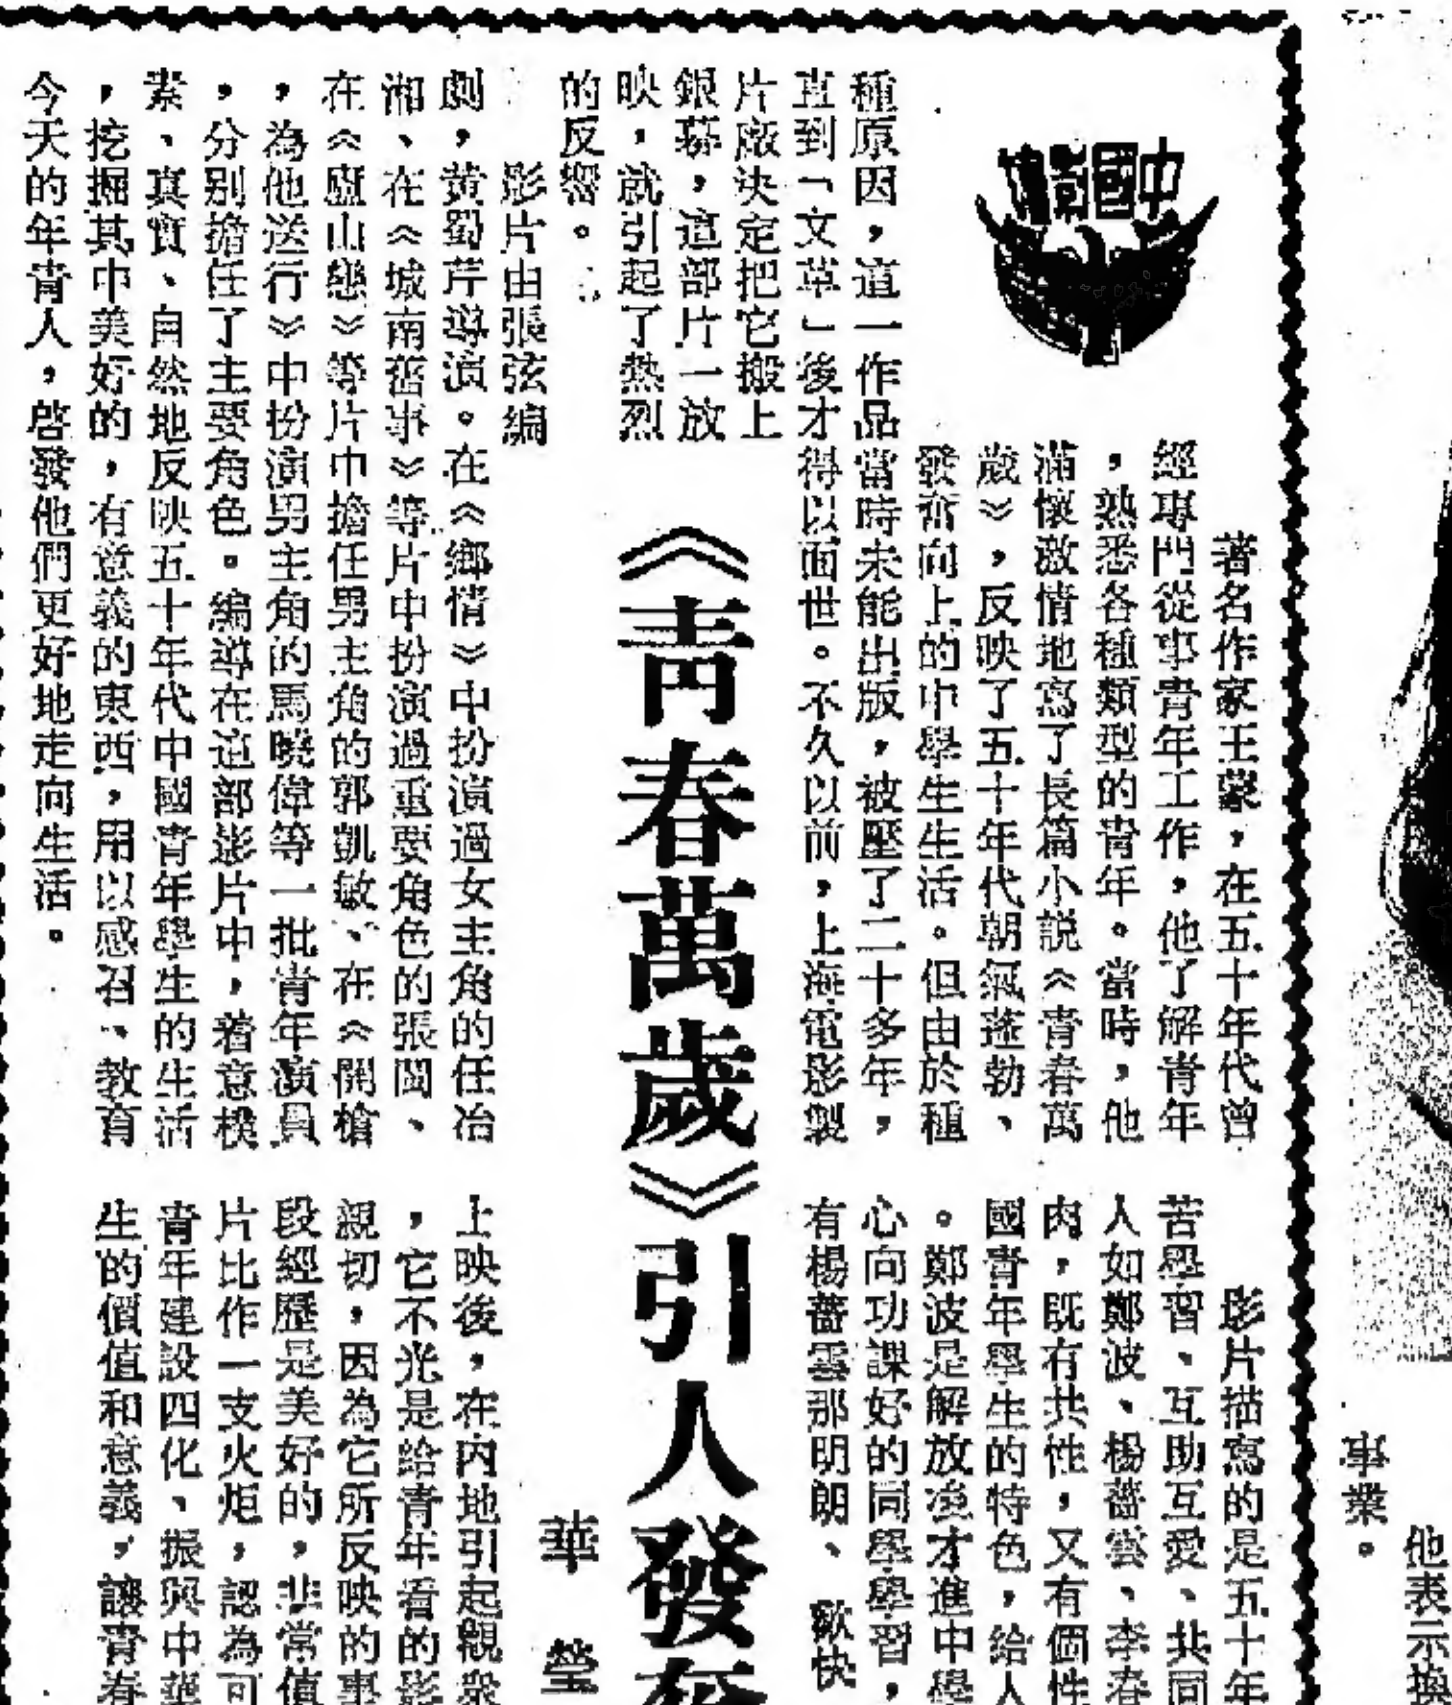 中國影壇
《青春萬歲》引人發奮
華瑩
著名作家王蒙，在五十年代曾
經專門從事青年工作，他了解青年
，熟悉各種類型的青年。當時，他
滿懷激情地寫了長篇小説《青春萬
歲》，反映了五十年代朝氣蓬勃、
發奮向上的中學生生活。但由於種
種原因，這一作品當時未能出版，被壓了二十多年，
直到「文革」後才得以面世。不久以前，上海電影製
片廠決定把它搬上
銀幕，這部片一放
映，就引起了熱烈
的反響。
影片由張弦編
劇，黃蜀芹導演。在《鄉情》中扮演過女主角的任冶
湘、在《城南舊事》等片中扮演過重要角色的張閩、
在《廬山戀》等片中擔任男主角的郭凱敏、在《開槍
，為他送行》中扮演男主角的馬曉偉等一批青年演員
，分別擔任了主要角色。編導在這部影片中，着意樸
素、真實、自然地反映五十年代中國青年學生的生活
，挖掘其中美好的，有意義的東西，用以感召、教育
今天的年青人，啓發他們更好地走向生活。
影片描寫的是五十年
苦學習、互助互愛、共同
人如鄭波、楊薔雲、李春
肉，既有共性，又有個性
國青年學生的特色，給人
。鄭波是解放後才進中學
心向功課好的同學學習，
有楊薔雲那明朗、歡快
上映後，在内地引起觀衆
，它不光是給青年看的影
親切，因為它所反映的事
段經歷是美好的，非常值
片比作一支火炬，認為可
青年建設四化、振興中華
生的價值和意義，讓青春
事業。
他表示換